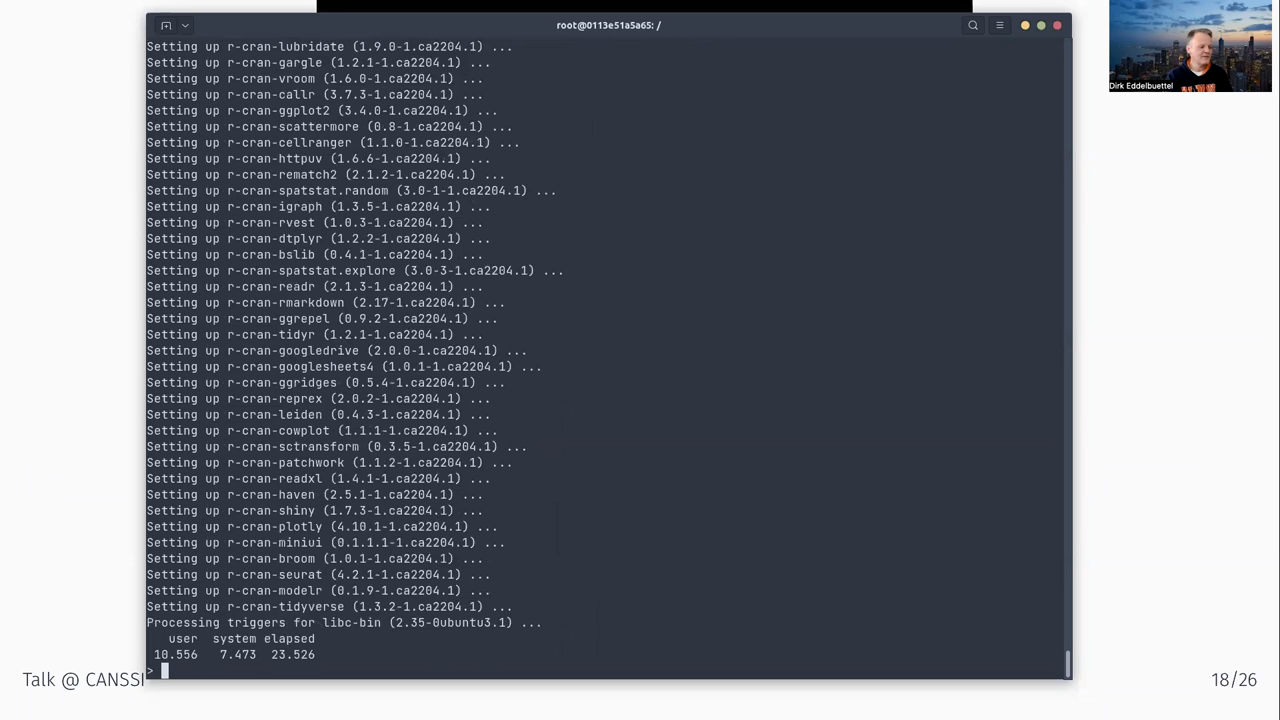 root@0113e51a5a65: /
Setting up r-cran-lubridate (1.9.0-1.ca2204.1) ...
Setting up r-cran-gargle (1.2.1-1.ca2204.1) ...
Setting up r-cran-vroom (1.6.0-1.ca2204.1) ...
Setting up r-cran-callr (3.7.3-1.ca2204.1) ...
Setting up r-cran-ggplot2 (3.4.0-1.ca2204.1) ...
Setting up r-cran-scattermore (0.8-1.ca2204.1) ...
Setting up r-cran-cellranger (1.1.0-1.ca2204.1) ...
Setting up r-cran-httpuv (1.6.6-1.ca2204.1) ...
Setting up r-cran-rematch2 (2.1.2-1.ca2204.1) ...
Setting up r-cran-spatstat.random (3.0-1-1.ca2204.1) ...
Setting up r-cran-igraph (1.3.5-1.ca2204.1) ...
Setting up r-cran-rvest (1.0.3-1.ca2204.1) ...
Setting up r-cran-dtplyr (1.2.2-1.ca2204.1) ...
Setting up r-cran-bslib (0.4.1-1.ca2204.1) ...
Setting up r-cran-spatstat.explore (3.0-3-1.ca2204.1) ...
Setting up r-cran-readr (2.1.3-1.ca2204.1) ...
Setting up r-cran-rmarkdown (2.17-1.ca2204.1) ...
Setting up r-cran-ggrepel (0.9.2-1.ca2204.1) ...
Setting up r-cran-tidyr (1.2.1-1.ca2204.1) ...
Setting up r-cran-googledrive (2.0.0-1.ca2204.1) ...
Setting up r-cran-googlesheets4 (1.0.1-1.ca2204.1) ...
Setting up r-cran-ggridges (0.5.4-1.ca2204.1) ...
Setting up r-cran-reprex (2.0.2-1.ca2204.1) ...
Setting up r-cran-leiden (0.4.3-1.ca2204.1) ...
Setting up r-cran-cowplot (1.1.1-1.ca2204.1) ...
Setting up r-cran-sctransform (0.3.5-1.ca2204.1) ...
Setting up r-cran-patchwork (1.1.2-1.ca2204.1) ...
Setting up r-cran-readxl (1.4.1-1.ca2204.1) ...
Setting up r-cran-haven (2.5.1-1.ca2204.1) ...
Setting up r-cran-shiny (1.7.3-1.ca2204.1) ...
Setting up r-cran-plotly (4.10.1-1.ca2204.1) ...
Setting up r-cran-miniui (0.1.1.1-1.ca2204.1) ...
Setting up r-cran-broom (1.0.1-1.ca2204.1) ...
Setting up r-cran-seurat (4.2.1-1.ca2204.1) ...
Setting up r-cran-modelr (0.1.9-1.ca2204.1) ...
Setting up r-cran-tidyverse (1.3.2-1.ca2204.1) ...
Processing triggers for libc-bin (2.35-0ubuntu3.1) ...
user system elapsed
10.556 7.473 23.526
>
Dirk Eddelbuettel
Talk @ CANSSI
18/26